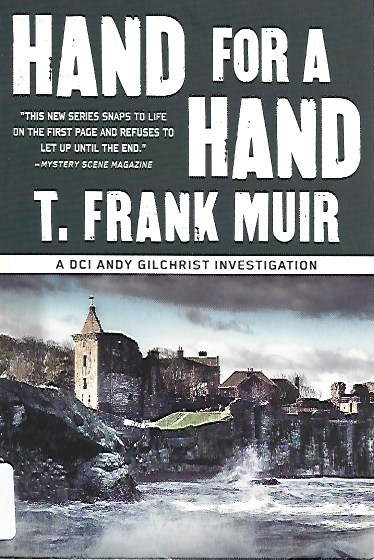 HAND FOR A
HAND
"THIS NEW SERIES SNAPS TO LIFE
ON THE FIRST PAGE AND REFUSES TO
LET UP UNTIL THE END."
—MYSTERY SCENE MAGAZINE
T. FRANK MUIR
A DCI ANDY GILCHRIST INVESTIGATION